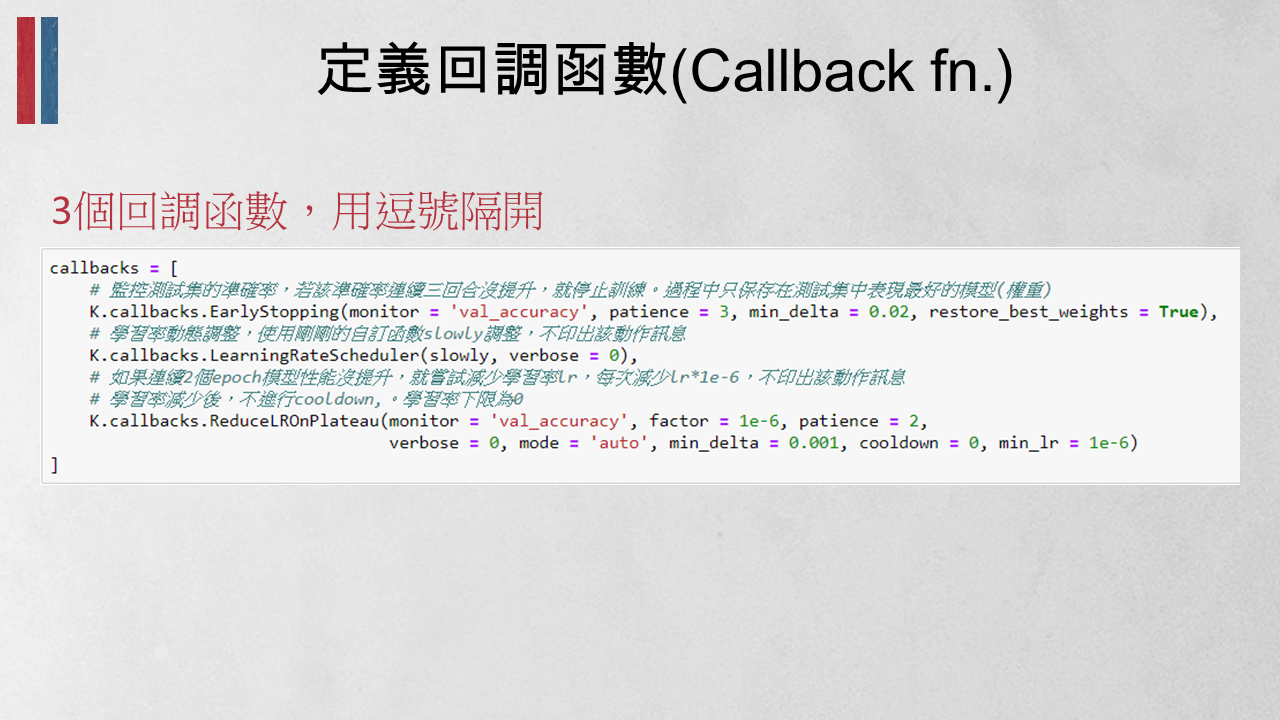 定義回調函數(Callback fn.)
3個回調函數，用逗號隔開
callbacks = [
    # 監控測試集的準確率，若該準確率連續三回合沒提升，就停止訓練。過程中只保存在測試集中表現最好的模型(權重)
    K.callbacks.EarlyStopping(monitor = 'val_accuracy', patience = 3, min_delta = 0.02, restore_best_weights = True),
    # 學習率動態調整，使用剛剛的自訂函數slowly調整，不印出該動作訊息
    K.callbacks.LearningRateScheduler(slowly, verbose = 0),
    # 如果連續2個epoch模型性能沒提升，就嘗試減少學習率lr，每次減少lr*1e-6，不印出該動作訊息
    # 學習率減少後，不進行cooldown,。學習率下限為0
    K.callbacks.ReduceLROnPlateau(monitor = 'val_accuracy', factor = 1e-6, patience = 2,
                                  verbose = 0, mode = 'auto', min_delta = 0.001, cooldown = 0, min_lr = 1e-6)
]